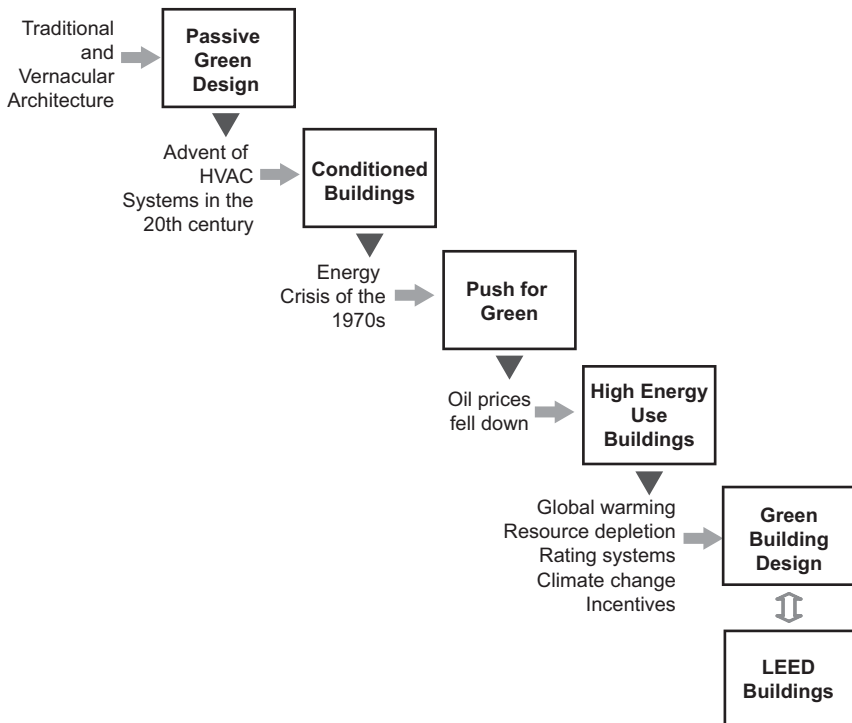 Traditional
and
Vernacular
Architecture
Passive
Green
Design
Advent of
HVAC
Systems in the
20th century
Conditioned
Buildings
Energy
Crisis of the
1970s
Push for
Green
Oil prices
fell down
High Energy
Use
Buildings
Global warming
Resource depletion
Rating systems
Climate change
Incentives
Green
Building
Design
LEED
Buildings